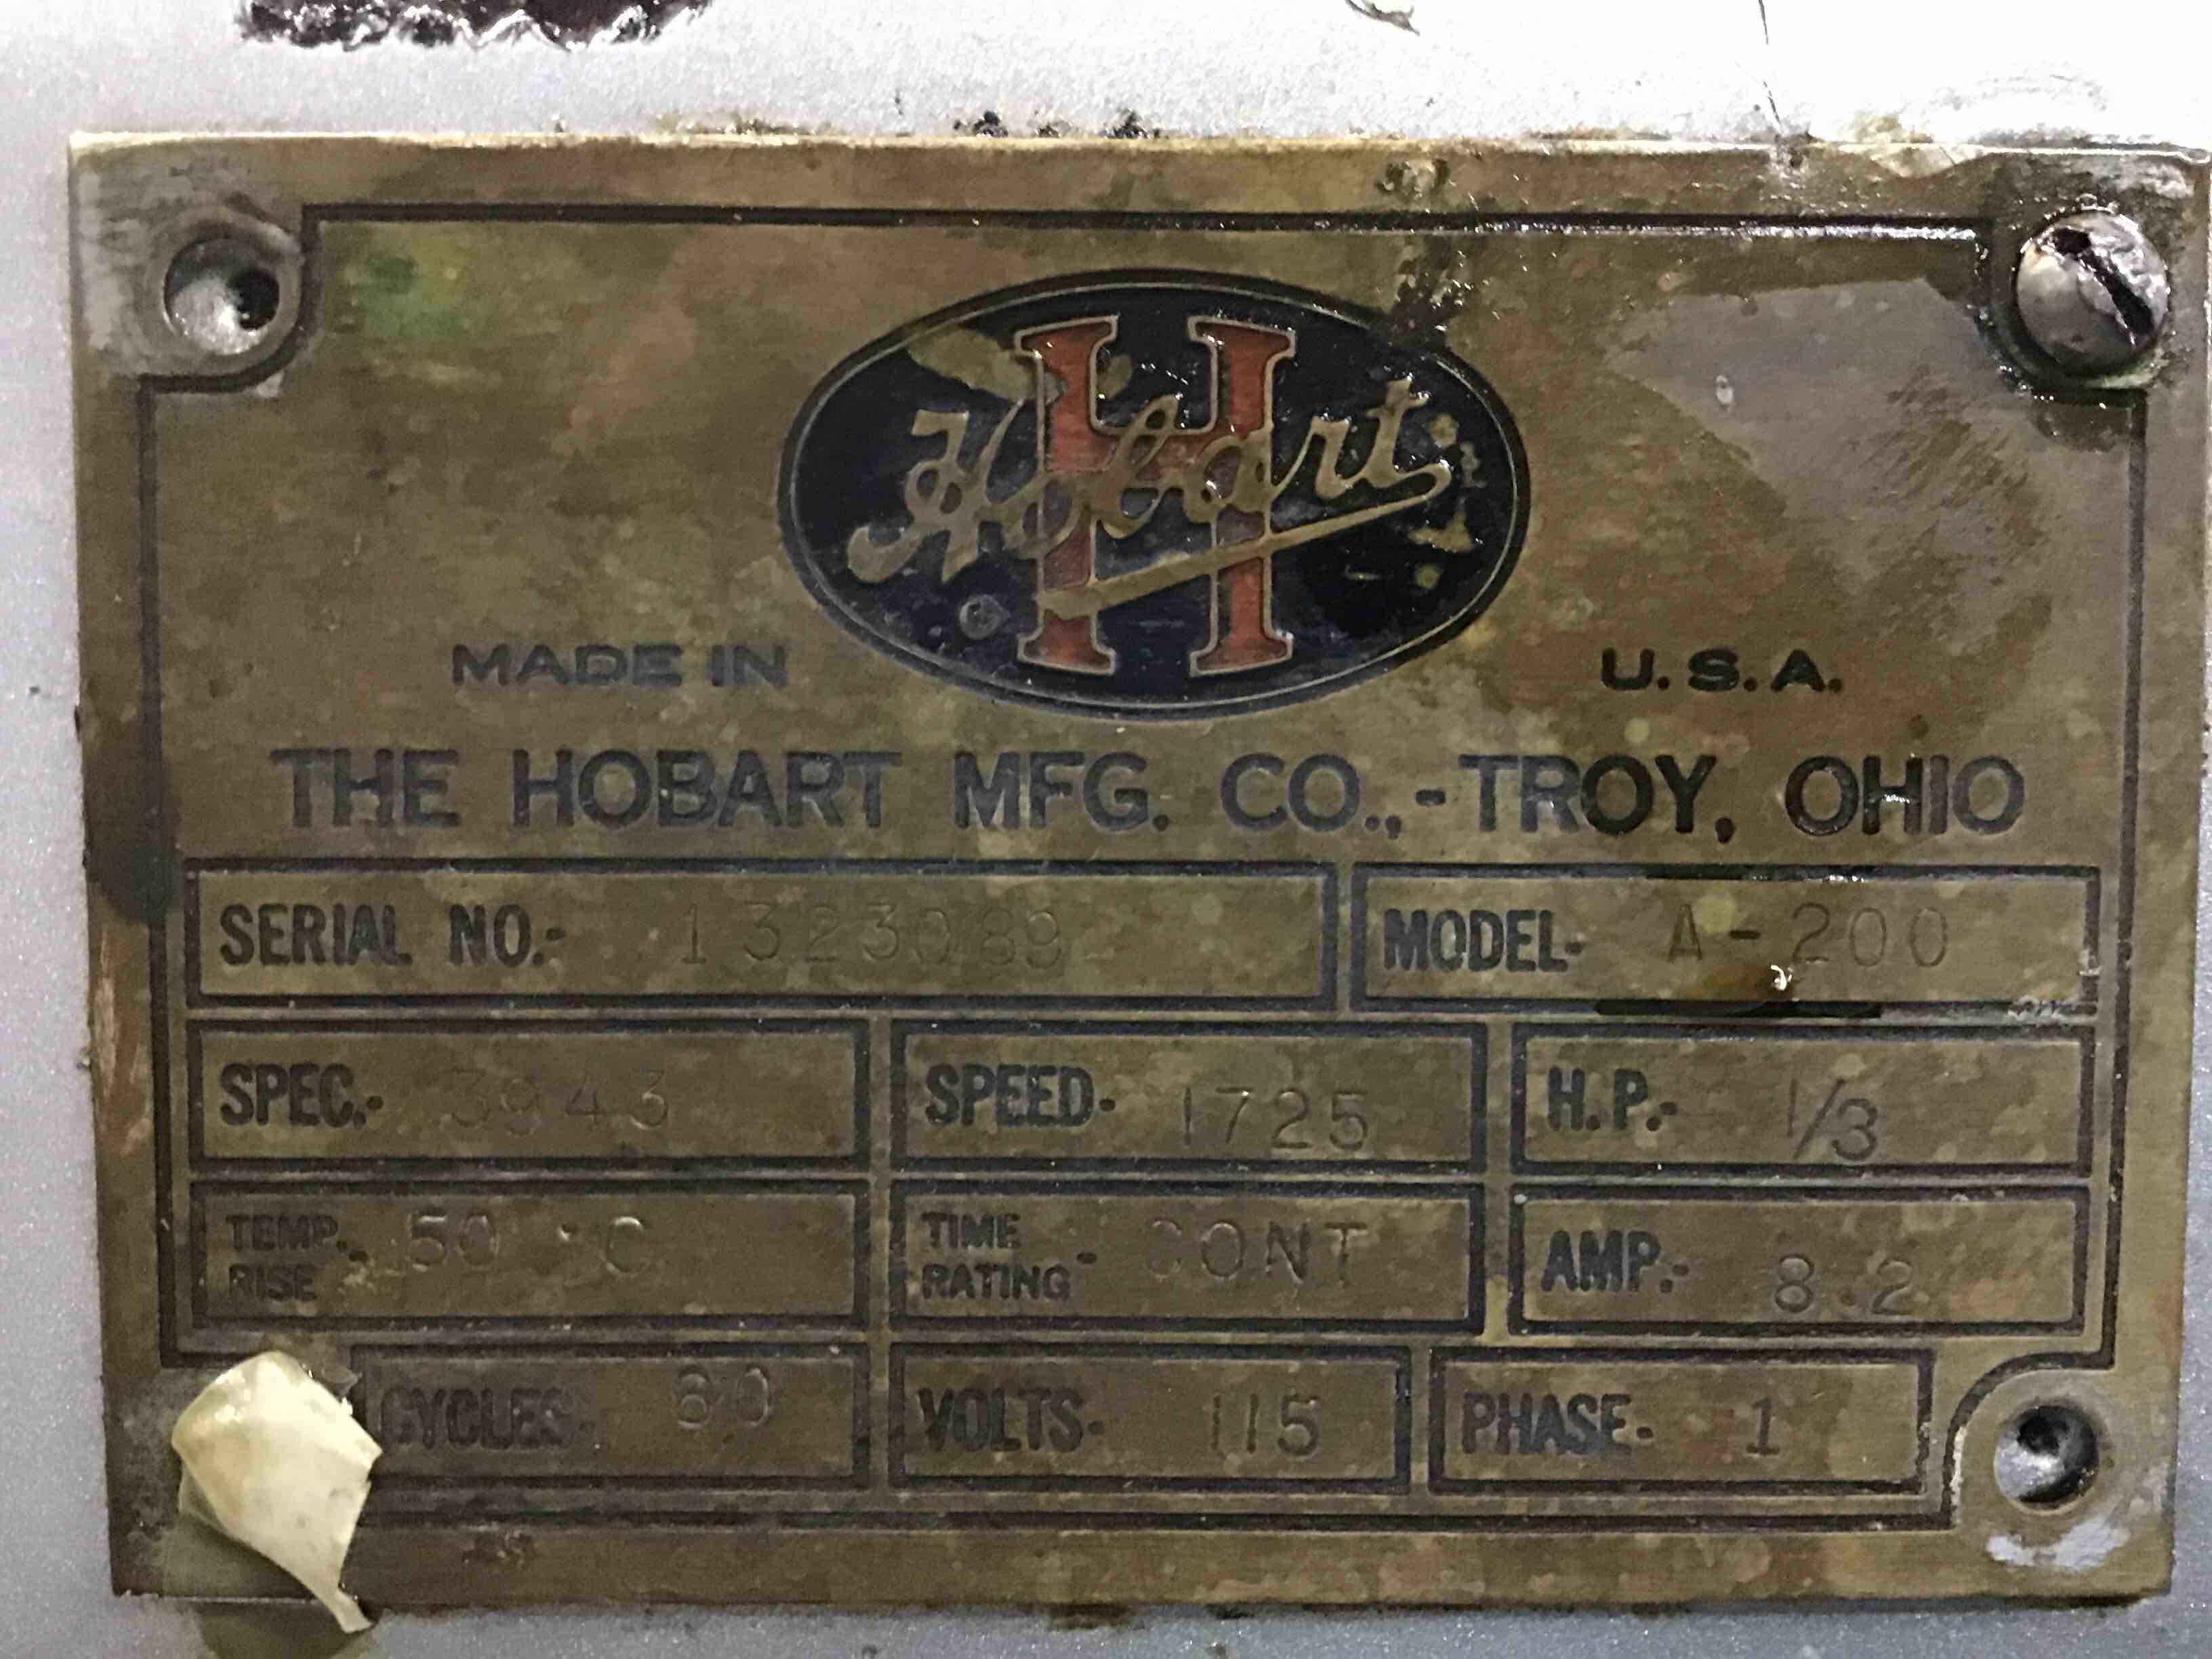 H
Hobart
MADE IN U.S.A.
THE HOBART MFG. CO.,-TROY, OHIO
SERIAL NO.- 1323089 MODEL- A-200
SPEC.- 3943 SPEED- 1725 H.P.- 1/3
TEMP. RISE - 50 °C TIME RATING - CONT AMP.- 8.2
CYCLES- 60 VOLTS- 115 PHASE- 1